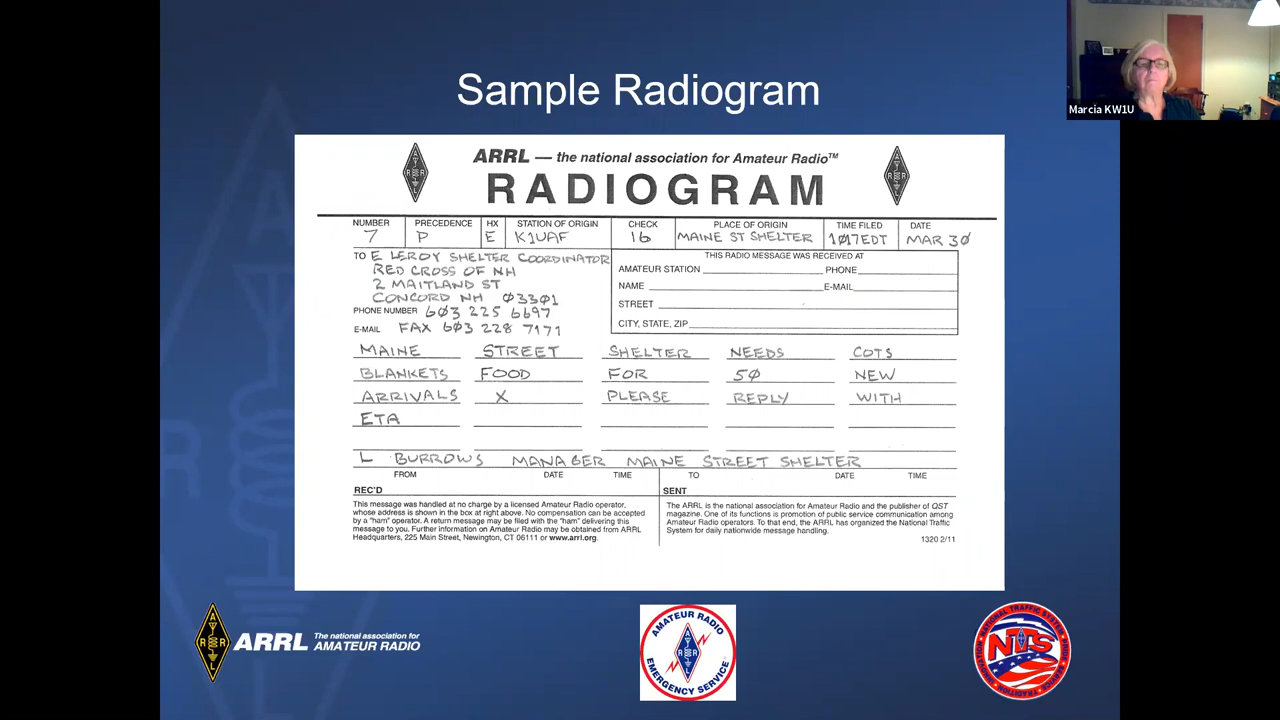 Marcia KW1U
Sample Radiogram
ARRL — the national association for Amateur Radio™
RADIOGRAM
NUMBER PRECEDENCE HX STATION OF ORIGIN CHECK PLACE OF ORIGIN TIME FILED DATE
7 P E K1UAF 16 MAINE ST SHELTER 1017EDT MAR 30
TO E LEROY SHELTER COORDINATOR
RED CROSS OF NH
2 MAITLAND ST
CONCORD NH 03301
PHONE NUMBER 603 225 6697
E-MAIL FAX 603 228 7171
THIS RADIO MESSAGE WAS RECEIVED AT
AMATEUR STATION PHONE
NAME E-MAIL
STREET
CITY, STATE, ZIP
MAINE STREET SHELTER NEEDS COTS
BLANKETS FOOD FOR 50 NEW
ARRIVALS X PLEASE REPLY WITH
ETA
L BURROWS MANAGER MAINE STREET SHELTER
FROM DATE TIME TO DATE TIME
REC'D SENT
This message was handled at no charge by a licensed Amateur Radio operator,
whose address is shown in the box at right above. No compensation can be accepted
by a "ham" operator. A return message may be filed with the "ham" delivering this
message to you. Further information on Amateur Radio may be obtained from ARRL
Headquarters, 225 Main Street, Newington, CT 06111 or www.arrl.org.
The ARRL is the national association for Amateur Radio and the publisher of QST
magazine. One of its functions is promotion of public service communication among
Amateur Radio operators. To that end, the ARRL has organized the National Traffic
System for daily nationwide message handling.
1320 2/11
ARRL The national association for
AMATEUR RADIO
AMATEUR RADIO
EMERGENCY SERVICE
NATIONAL TRAFFIC SYSTEM
NTS